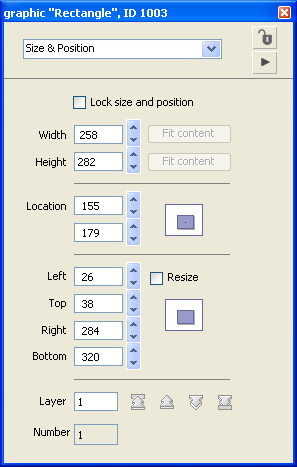 graphic "Rectangle", ID 1003
Size & Position
Lock size and position
Width 258 Fit content
Height 282 Fit content
Location 155
179
Left 26 Resize
Top 38
Right 284
Bottom 320
Layer 1
Number 1